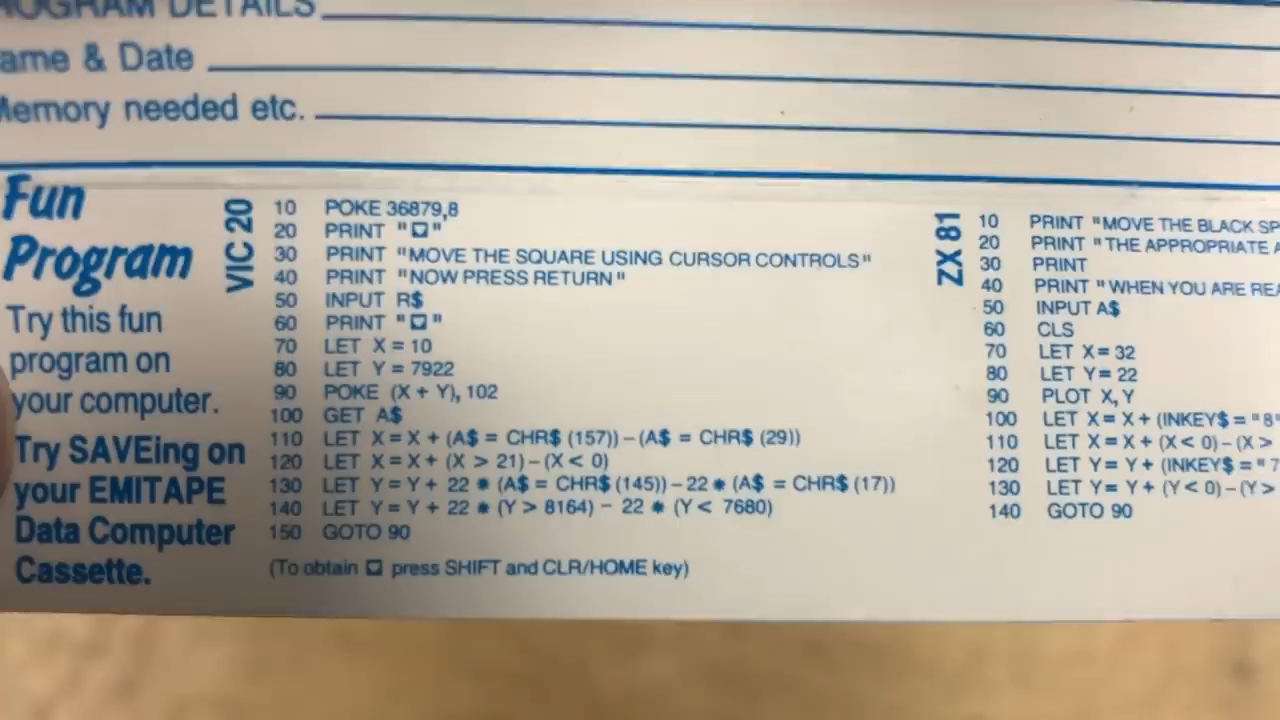 PROGRAM DETAILS
ame & Date
Memory needed etc.
Fun
Program
Try this fun
program on
your computer.
Try SAVEing on
your EMITAPE
Data Computer
Cassette.
VIC 20
10 POKE 36879,8
20 PRINT "▣"
30 PRINT "MOVE THE SQUARE USING CURSOR CONTROLS"
40 PRINT "NOW PRESS RETURN"
50 INPUT R$
60 PRINT "▣"
70 LET X = 10
80 LET Y = 7922
90 POKE (X + Y), 102
100 GET A$
110 LET X = X + (A$ = CHR$ (157)) – (A$ = CHR$ (29))
120 LET X = X + (X > 21) – (X < 0)
130 LET Y = Y + 22 * (A$ = CHR$ (145)) – 22 * (A$ = CHR$ (17))
140 LET Y = Y + 22 * (Y > 8164) – 22 * (Y < 7680)
150 GOTO 90
(To obtain ▣ press SHIFT and CLR/HOME key)
ZX 81
10 PRINT "MOVE THE BLACK SP
20 PRINT "THE APPROPRIATE A
30 PRINT
40 PRINT "WHEN YOU ARE REA
50 INPUT A$
60 CLS
70 LET X = 32
80 LET Y = 22
90 PLOT X, Y
100 LET X = X + (INKEY$ = "8"
110 LET X = X + (X < 0) – (X >
120 LET Y = Y + (INKEY$ = "7
130 LET Y = Y + (Y < 0) – (Y >
140 GOTO 90